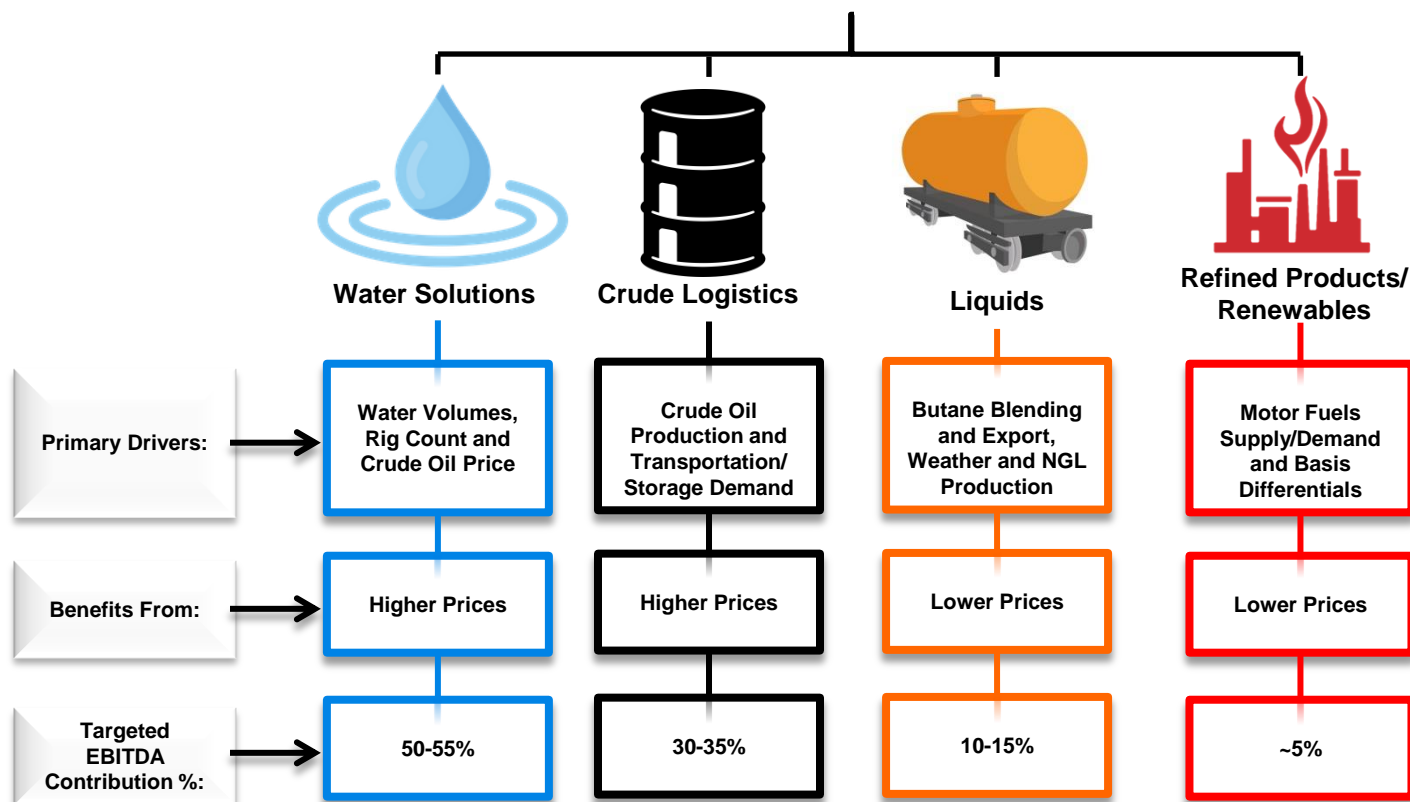 Water Solutions
Crude Logistics
Liquids
Refined Products/
Renewables
Primary Drivers:
Water Volumes,
Rig Count and
Crude Oil Price
Crude Oil
Production and
Transportation/
Storage Demand
Butane Blending
and Export,
Weather and NGL
Production
Motor Fuels
Supply/Demand
and Basis
Differentials
Benefits From:
Higher Prices
Higher Prices
Lower Prices
Lower Prices
Targeted
EBITDA
Contribution %:
50-55%
30-35%
10-15%
~5%